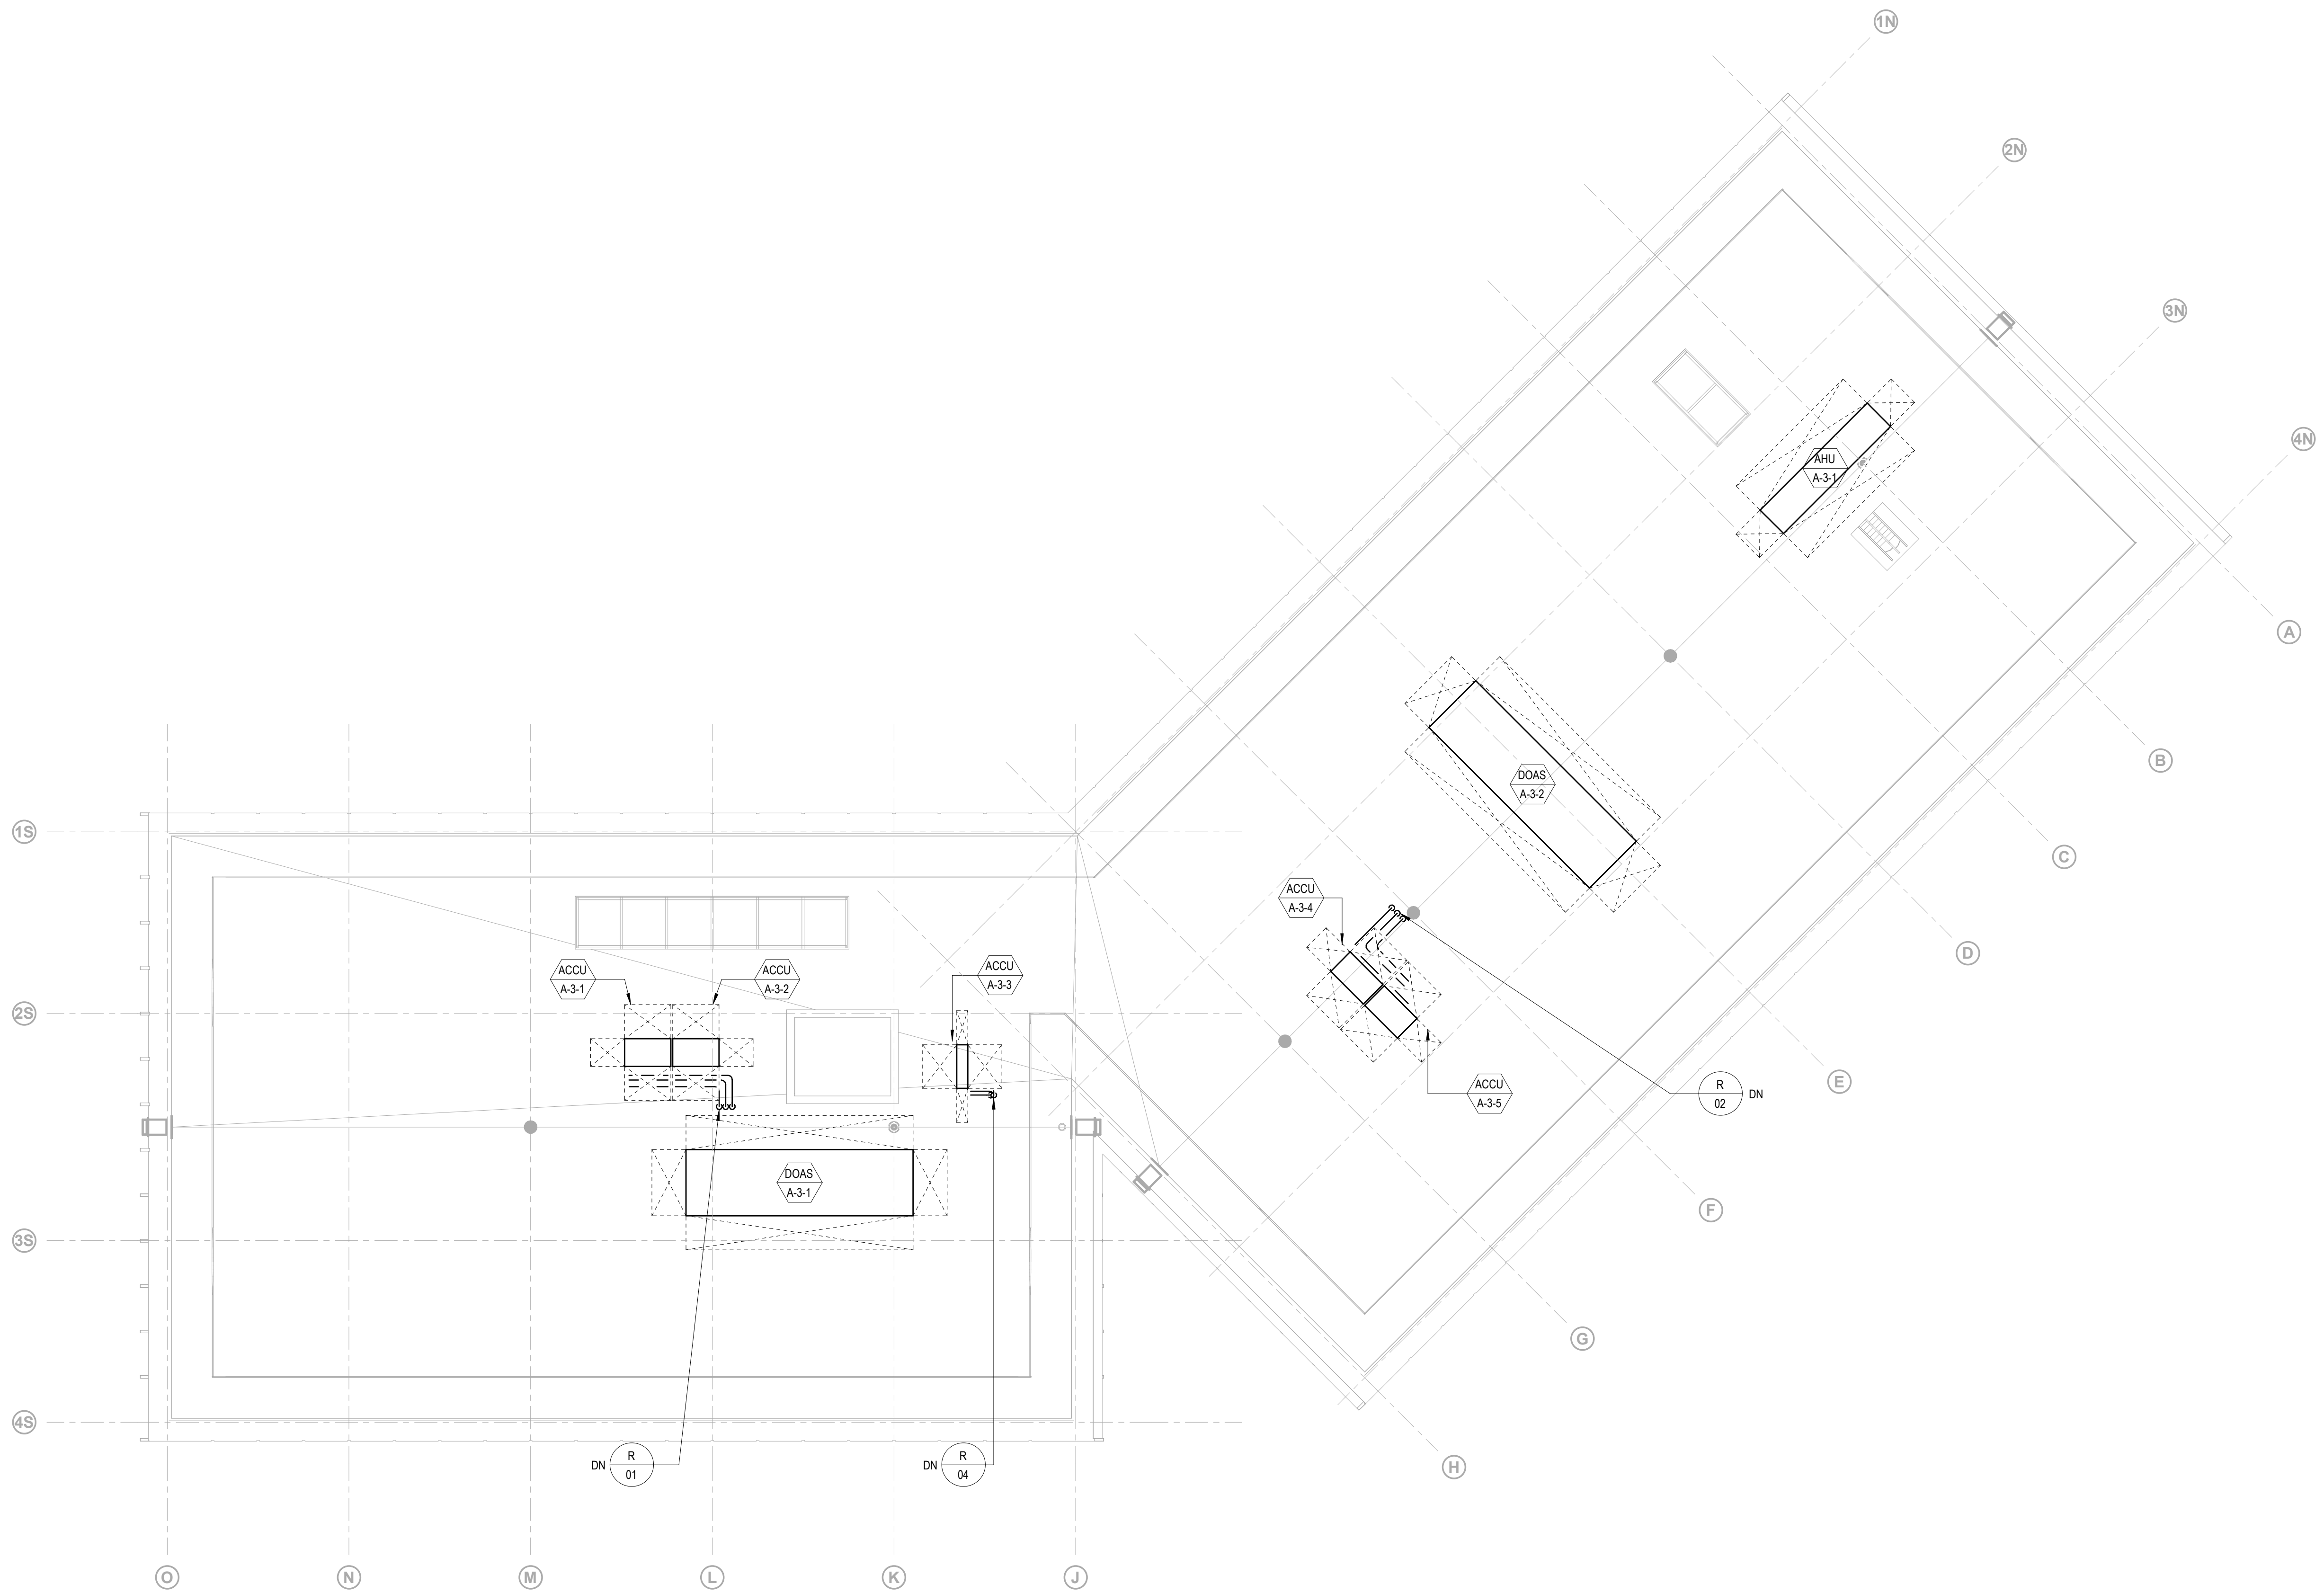 1N
2N
3N
4N
AHU
A-3-1
A
B
DOAS
A-3-2
C
1S
ACCU
A-3-4
D
ACCU
A-3-1
ACCU
A-3-2
ACCU
A-3-3
2S
E
ACCU
A-3-5
R
02
DN
DOAS
A-3-1
F
3S
G
4S
DN
R
01
DN
R
04
H
O
N
M
L
K
J